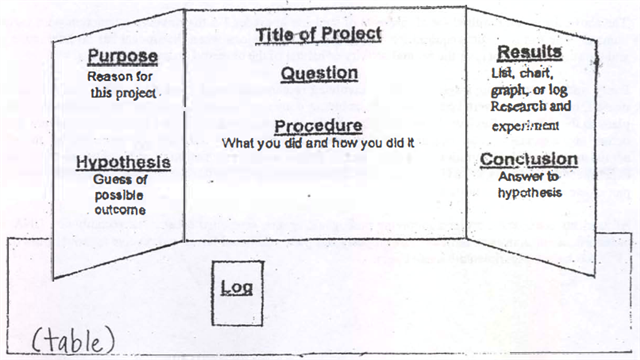 Purpose
Reason for
this project
Hypothesis
Guess of
possible
outcome
Title of Project
Question
Procedure
What you did and how you did it
Results
List, chart,
graph, or log
Research and
experiment
Conclusion
Answer to
hypothesis
Log
(table)